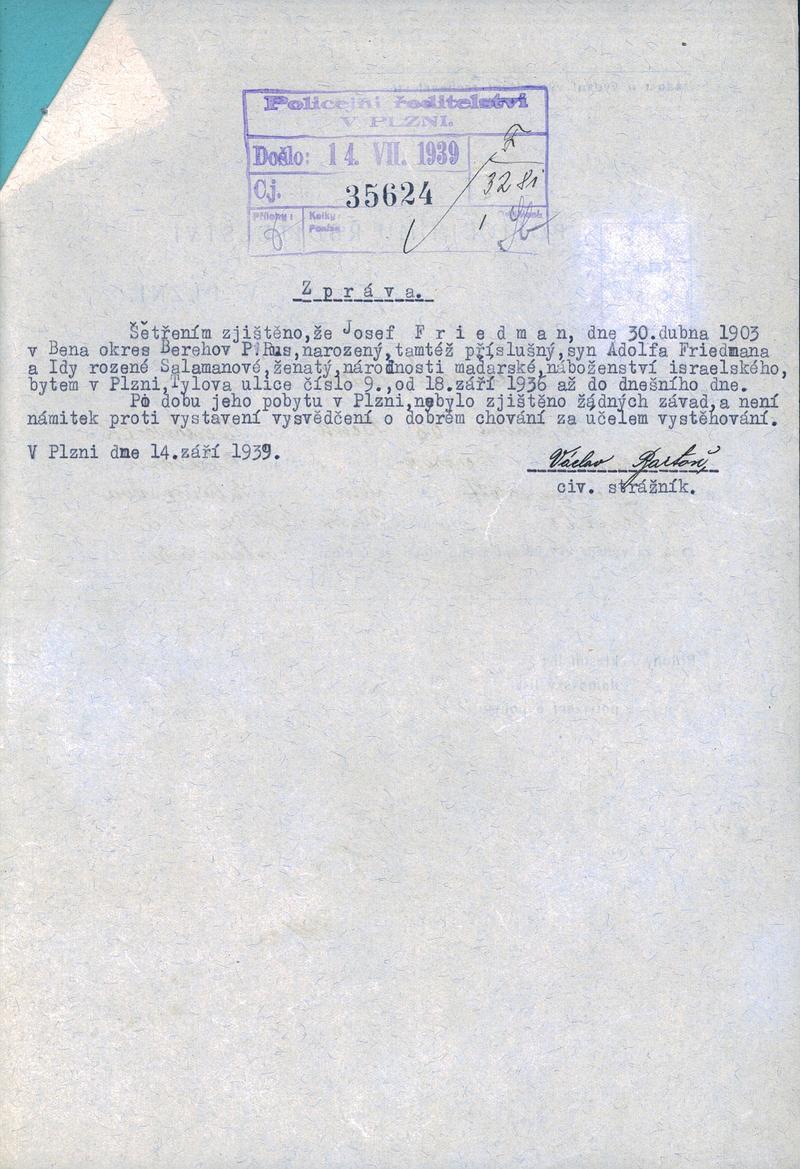 Policejní ředitelství
V PLZNI.
Došlo: 14. VII. 1939
Čj. 35624
Přílohy: Kolky
3281
Z p r á v a.
Šetřením zjištěno,že Josef F r i e d m a n, dne 30.dubna 1903
v Bena okres Berehov P.Rus,narozený,tamtéž příslušný,syn Adolfa Friedmana
a Idy rozené Salamanové,ženatý,národnosti maďarské,náboženství israelského,
bytem v Plzni,Tylova ulice číslo 9.,od 18.září 1936 až do dnešního dne.
Po dobu jeho pobytu v Plzni,nebylo zjištěno žádných závad,a není
námitek proti vystavení vysvědčení o dobrém chování za učelem vystěhování.
V Plzni dne 14.září 1939.
Václav Bartoň
civ. strážník.